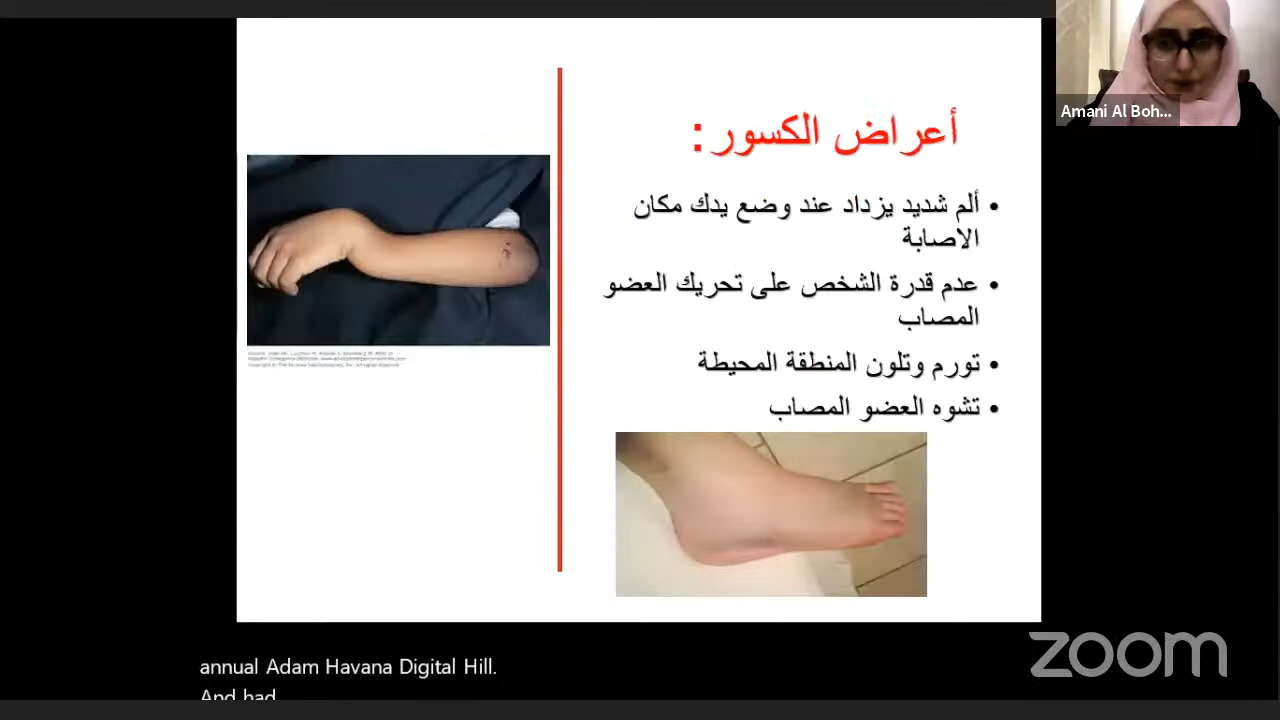 Amani Al Boh...
أعراض الكسور :
• ألم شديد يزداد عند وضع يدك مكان
الاصابة
• عدم قدرة الشخص على تحريك العضو
المصاب
• تورم وتلون المنطقة المحيطة
• تشوه العضو المصاب
annual Adam Havana Digital Hill.
And had
zoom